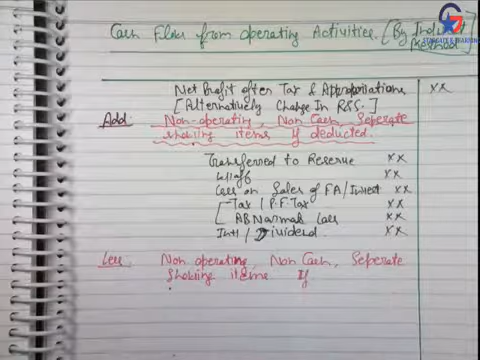 Cash Flow from operating Activities. [By Indirect Method]
Net Profit after Tax & Appropriations xx
[Alternatively Change In R&S.]
Add Non-operating, Non Cash, Seperate
showing items If deducted.
Transferred to Reserve xx
w/off xx
Loss on Sales of FA/Invest xx
Tax / P.F. Tax xx
ABNormal Loss xx
Int / Dividend xx
Less Non operating, Non Cash, Seperate
showing items If